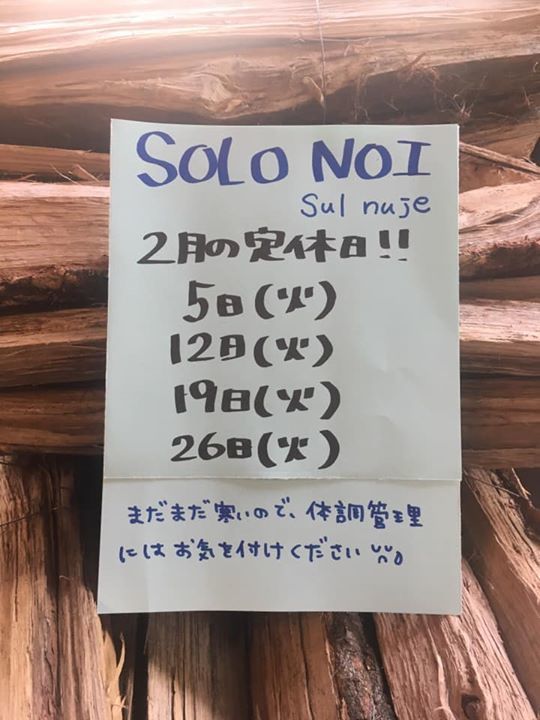 SOLO NOI
Sul nuje
2月の定休日!!
5日(火)
12日(火)
19日(火)
26日(火)
まだまだ寒いので、体調管理
にはお気を付けください